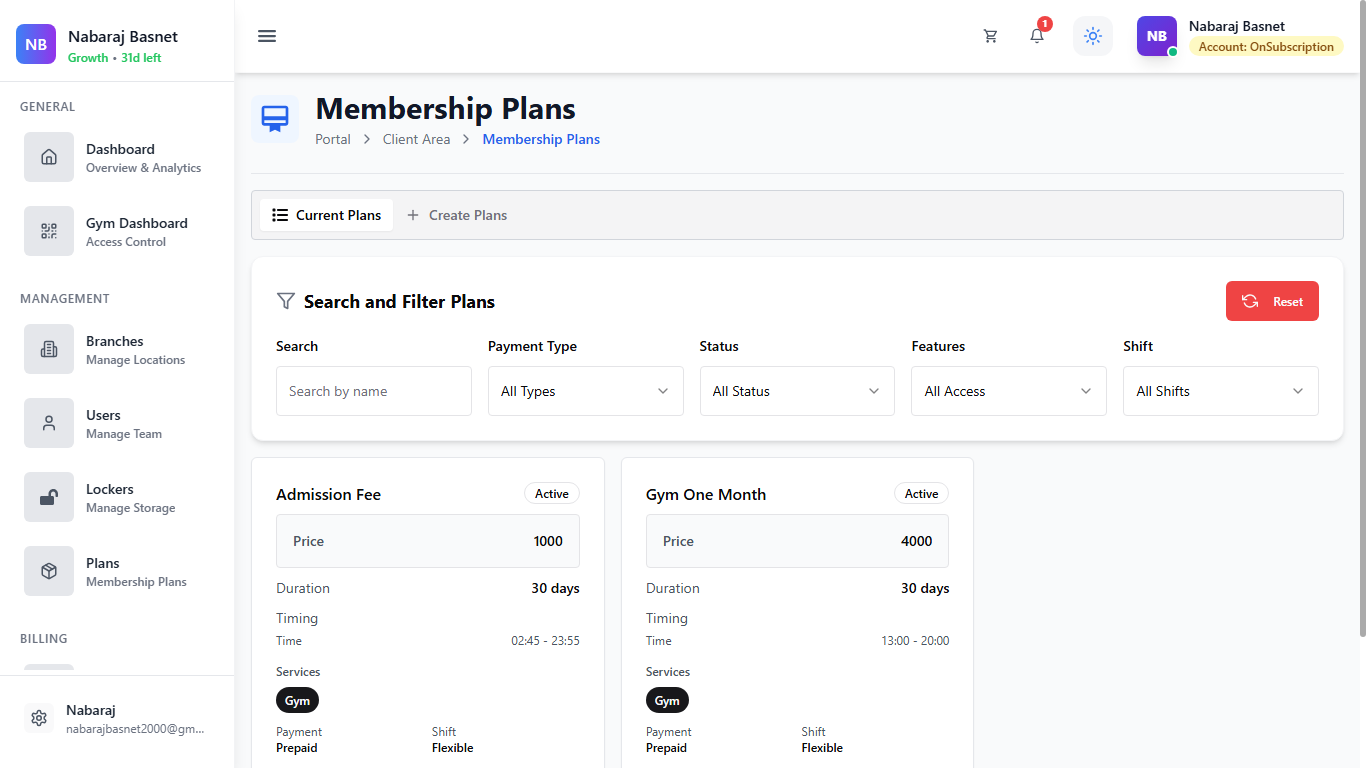 NB
Nabaraj Basnet
Growth • 31d left
GENERAL
Dashboard
Overview & Analytics
Gym Dashboard
Access Control
MANAGEMENT
Branches
Manage Locations
Users
Manage Team
Lockers
Manage Storage
Plans
Membership Plans
BILLING
Nabaraj
nabarajbasnet2000@gm...
1
NB
Nabaraj Basnet
Account: OnSubscription
Membership Plans
Portal > Client Area > Membership Plans
Current Plans
Create Plans
Search and Filter Plans
Reset
Search
Payment Type
Status
Features
Shift
Search by name
All Types
All Status
All Access
All Shifts
Admission Fee
Active
Price 1000
Duration 30 days
Timing
Time 02:45 - 23:55
Services
Gym
Payment Shift
Prepaid Flexible
Gym One Month
Active
Price 4000
Duration 30 days
Timing
Time 13:00 - 20:00
Services
Gym
Payment Shift
Prepaid Flexible